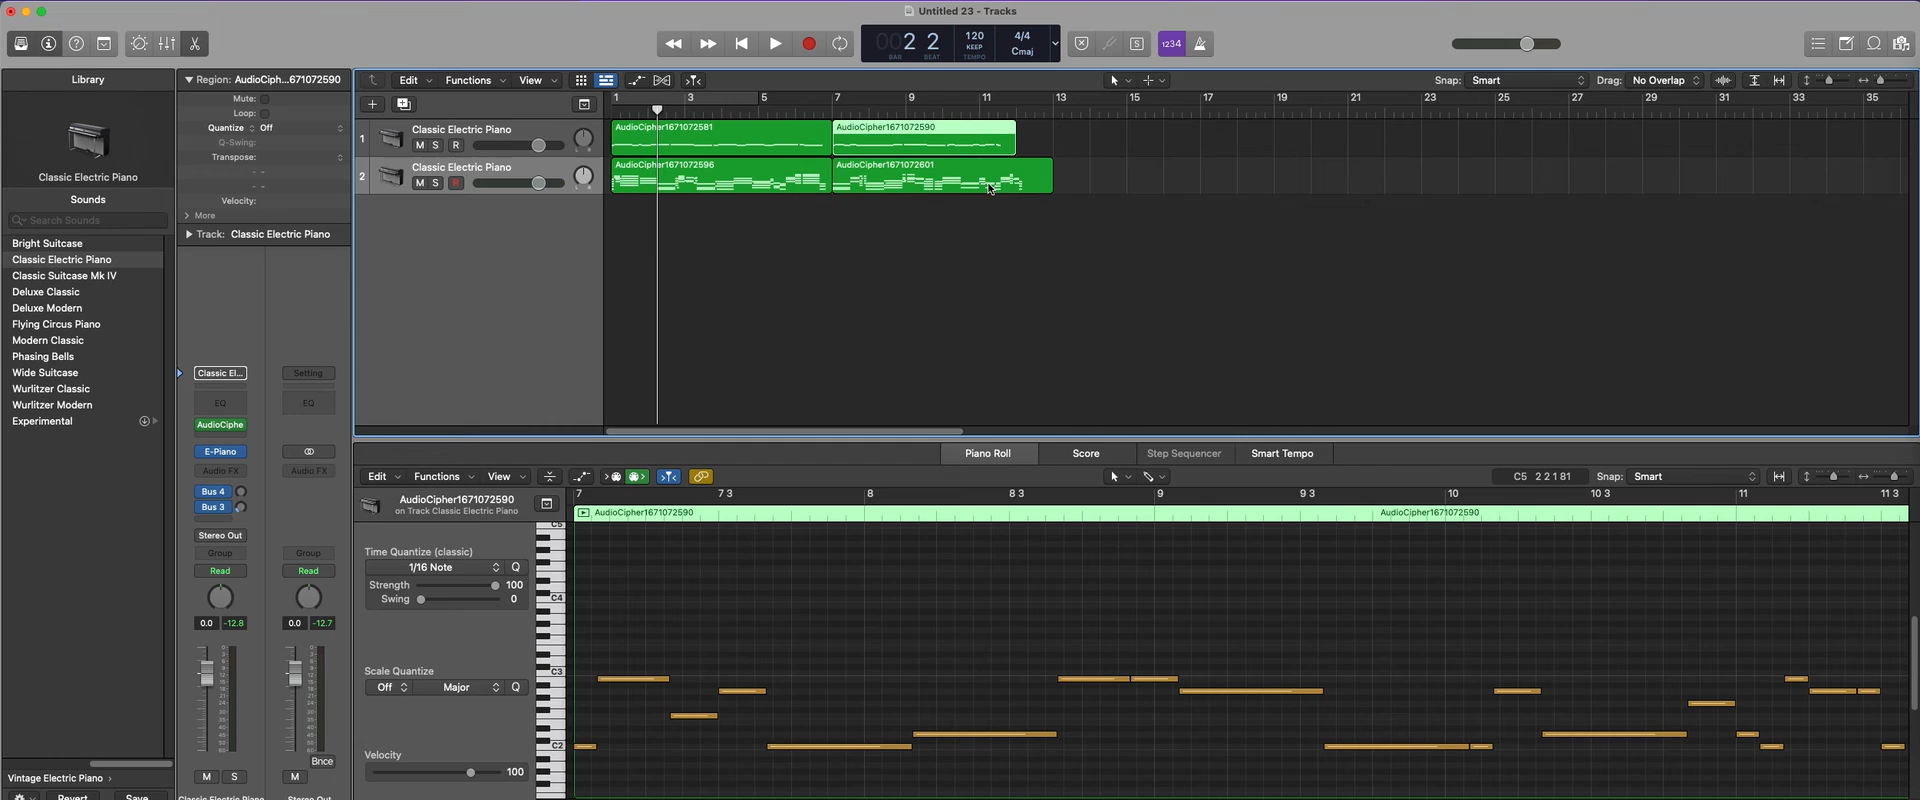 Untitled 23 - Tracks
2 2
BAR BEAT
120
KEEP
TEMPO
4/4
Cmaj
1234
S
Library
Classic Electric Piano
Sounds
Search Sounds
Bright Suitcase
Classic Electric Piano
Classic Suitcase Mk IV
Deluxe Classic
Deluxe Modern
Flying Circus Piano
Modern Classic
Phasing Bells
Wide Suitcase
Wurlitzer Classic
Wurlitzer Modern
Experimental
Vintage Electric Piano
Revert Save
Region: AudioCiph...671072590
Mute:
Loop:
Quantize Off
Q-Swing:
Transpose:
Velocity:
More
Track: Classic Electric Piano
Classic El... Setting
EQ EQ
AudioCiphe
E-Piano
Audio FX Audio FX
Bus 4
Bus 3
Stereo Out
Group Group
Read Read
0.0 -12.8 0.0 -12.7
Bnce
M S M
Classic Electric Piano Stereo Out
Edit Functions View Snap: Smart Drag: No Overlap
1 3 5 7 9 11 13 15 17 19 21 23 25 27 29 31 33 35
1 Classic Electric Piano
M S R
AudioCipher1671072581 AudioCipher1671072590
2 Classic Electric Piano
M S R
AudioCipher1671072596 AudioCipher1671072601
Piano Roll Score Step Sequencer Smart Tempo
Edit Functions View C5 2 2 1 81 Snap: Smart
7 7 3 8 8 3 9 9 3 10 10 3 11 11 3
AudioCipher1671072590
on Track Classic Electric Piano
AudioCipher1671072590 AudioCipher1671072590
Time Quantize (classic)
1/16 Note Q
Strength 100
Swing 0
Scale Quantize
Off Major Q
Velocity
100
C5
C4
C3
C2